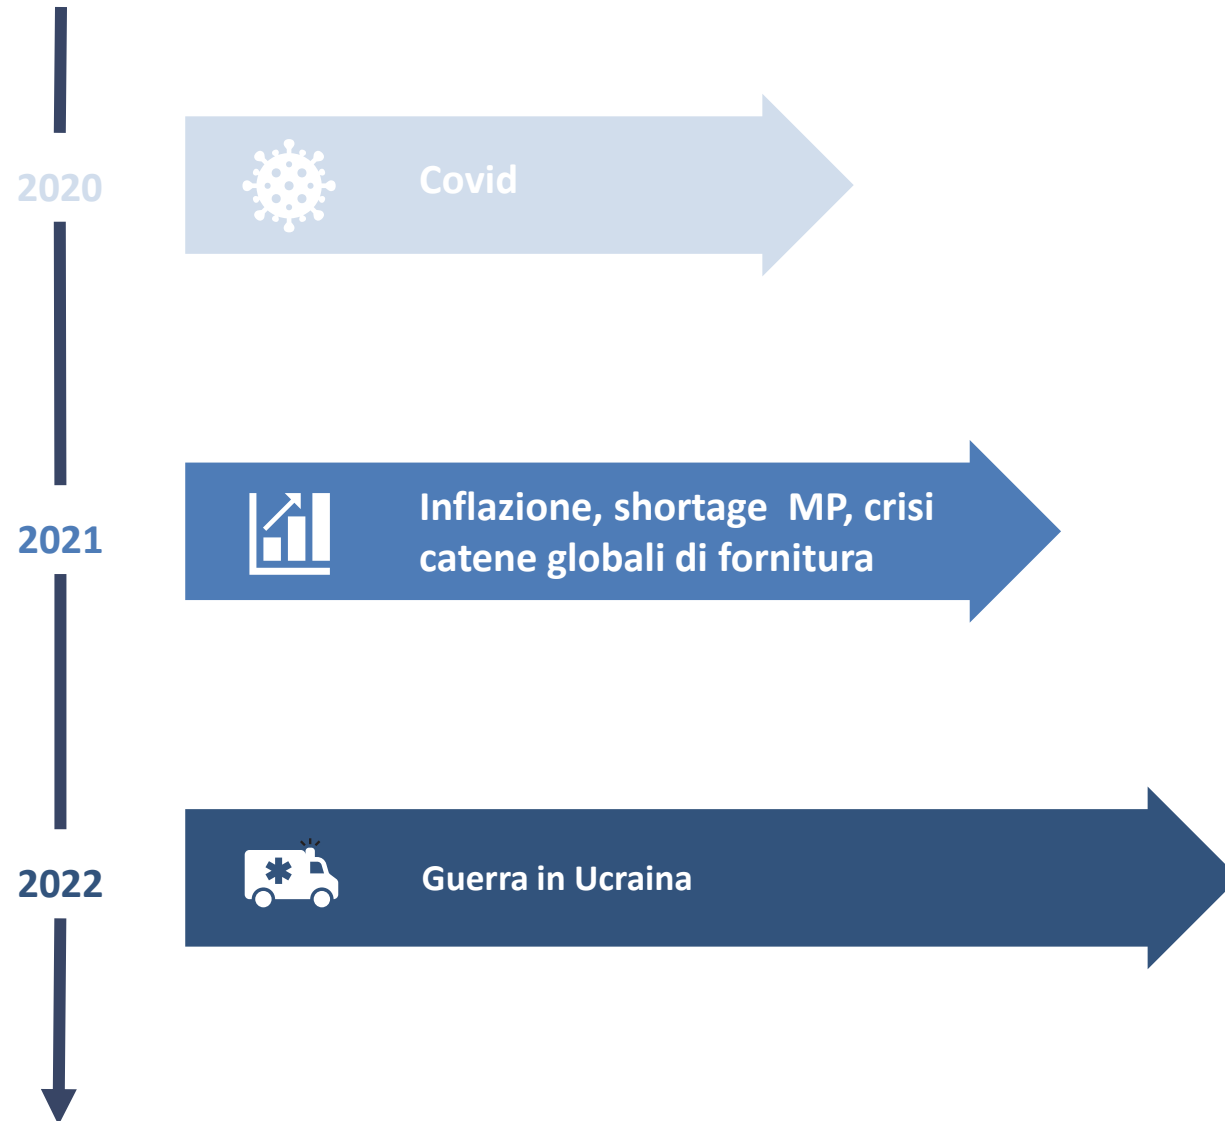 2020
Covid
2021
Inflazione, shortage  MP, crisi
catene globali di fornitura
2022
Guerra in Ucraina